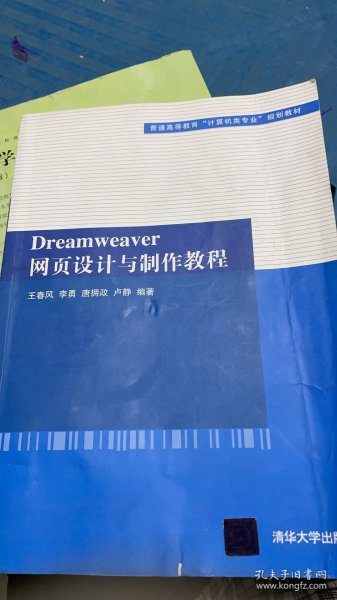 普通高等教育“计算机类专业”规划教材
学
Dreamweaver
网页设计与制作教程
王春风 李勇 唐拥政 卢静 编著
清华大学出版
孔夫子旧书网
www.kongfz.com